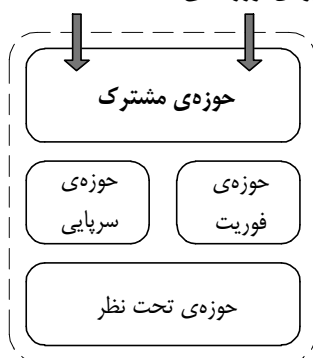 حوزه‌ی مشترک
حوزه‌ی
فوریت
حوزه‌ی
سرپایی
حوزه‌ی تحت نظر